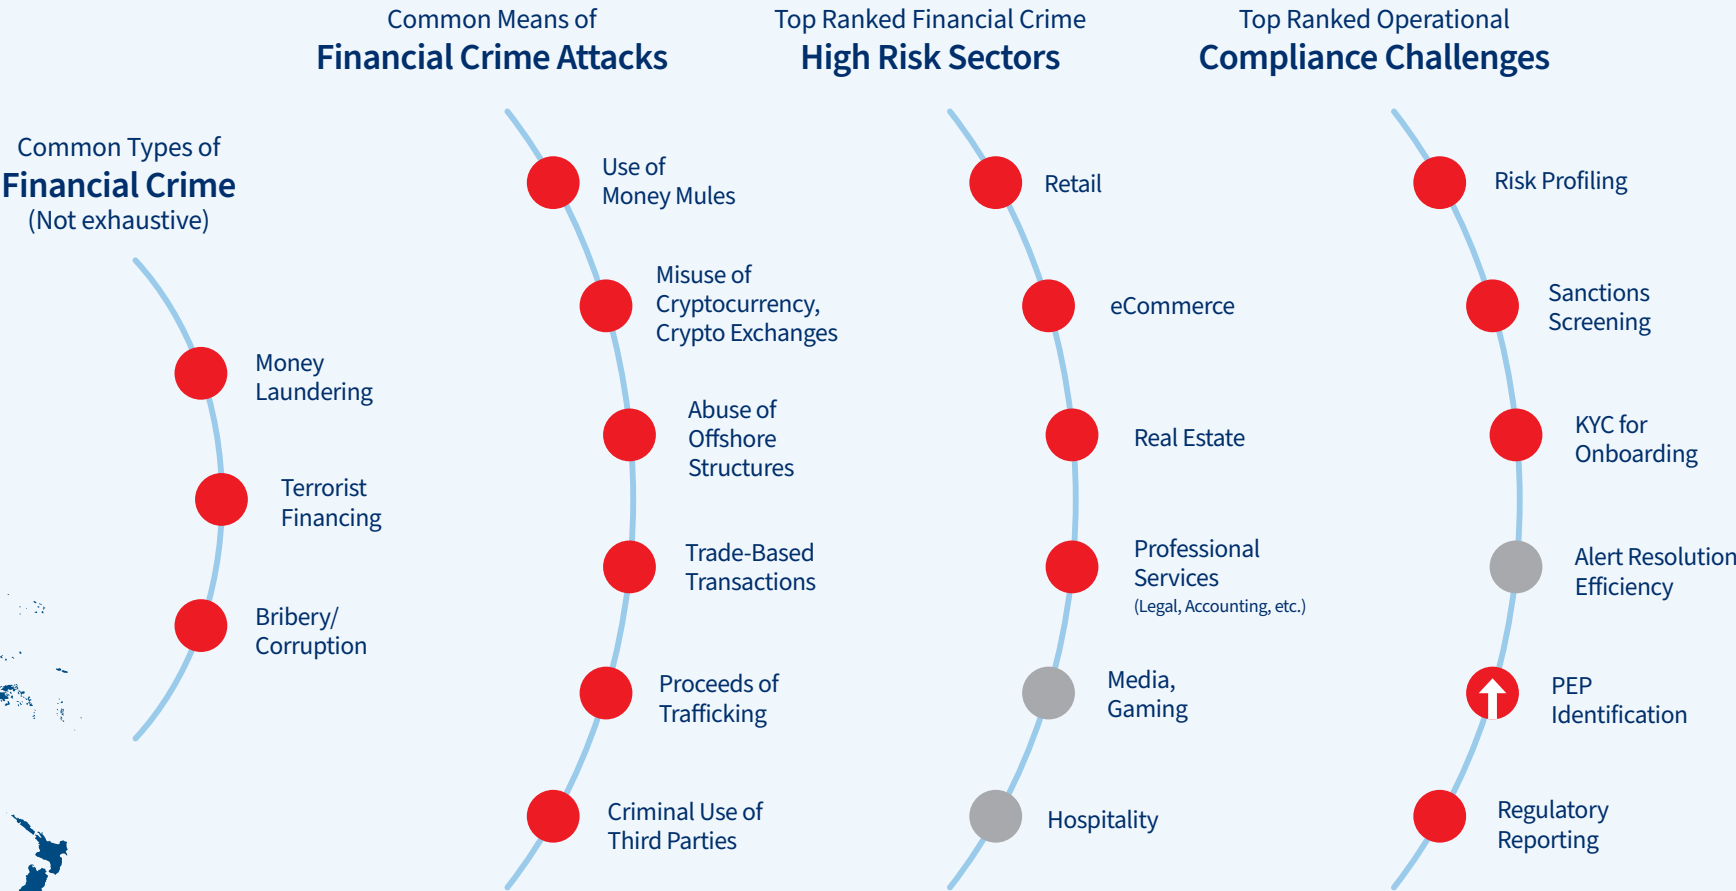 Common Types of
Financial Crime
(Not exhaustive)
Money
Laundering
Terrorist
Financing
Bribery/
Corruption
Common Means of
Financial Crime Attacks
Use of
Money Mules
Misuse of
Cryptocurrency,
Crypto Exchanges
Abuse of
Offshore
Structures
Trade-Based
Transactions
Proceeds of
Trafficking
Criminal Use of
Third Parties
Top Ranked Financial Crime
High Risk Sectors
Retail
eCommerce
Real Estate
Professional
Services
(Legal, Accounting, etc.)
Media,
Gaming
Hospitality
Top Ranked Operational
Compliance Challenges
Risk Profiling
Sanctions
Screening
KYC for
Onboarding
Alert Resolution
Efficiency
PEP
Identification
Regulatory
Reporting